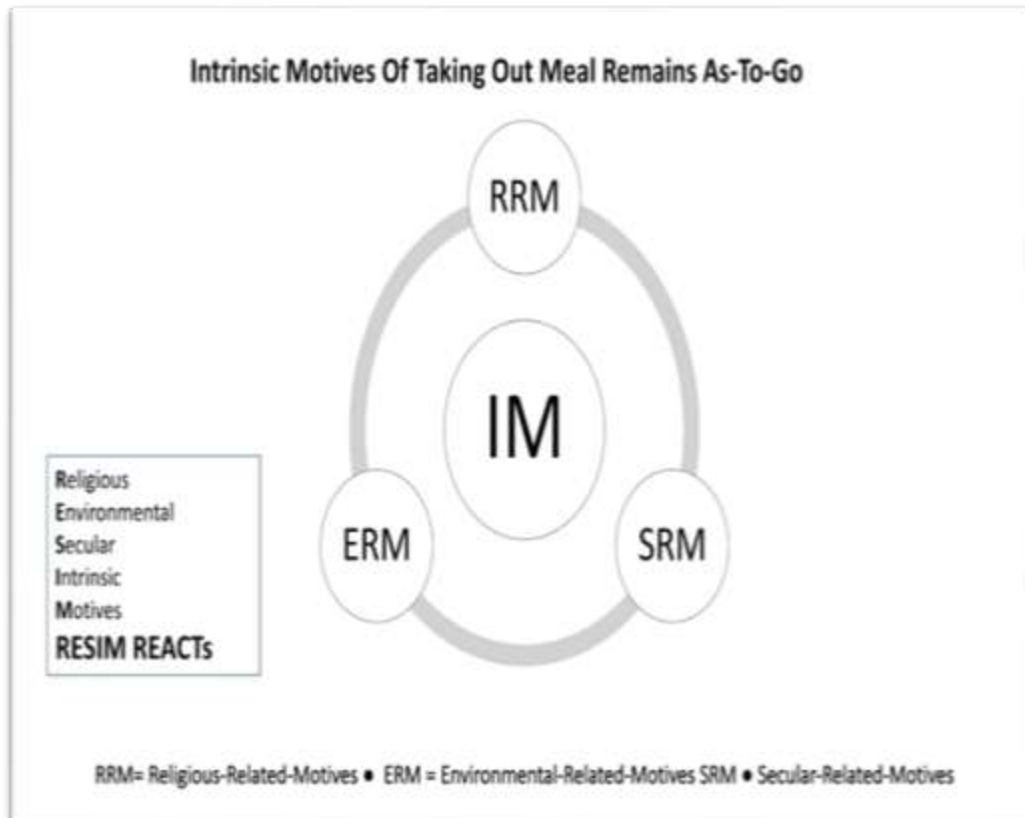 Intrinsic Motives Of Taking Out Meal Remains As-To-Go
RRM
IM
ERM
SRM
Religious
Environmental
Secular
Intrinsic
Motives
RESIM REACTs
RRM= Religious-Related-Motives ● ERM = Environmental-Related-Motives SRM ● Secular-Related-Motives